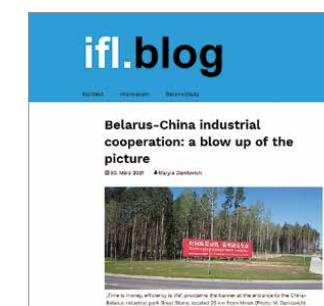 ifl.blog
Kontakt Impressum Datenschutz
Belarus-China industrial
cooperation: a blow up of the
picture
30. März 2021 Maryia Danilovich
„Time is money, efficiency is life“, proclaims the banner at the entrance to the China-
Belarus industrial park Great Stone, located 25 km from Minsk (Photo: M. Danilovich)